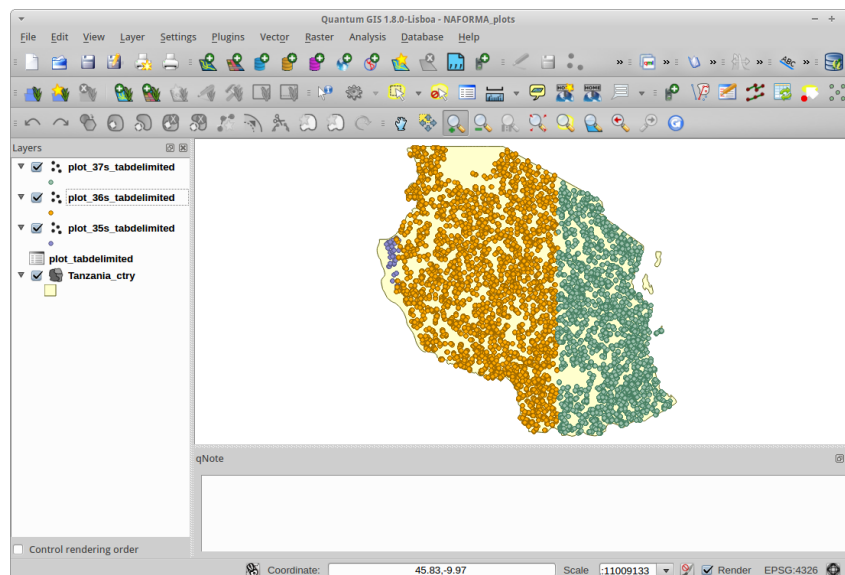 Quantum GIS 1.8.0-Lisboa - NAFORMA_plots
File Edit View Layer Settings Plugins Vector Raster Analysis Database Help
Layers
plot_37s_tabdelimited
plot_36s_tabdelimited
plot_35s_tabdelimited
plot_tabdelimited
Tanzania_ctry
qNote
Control rendering order
Coordinate: 45.83,-9.97 Scale :11009133 Render EPSG:4326